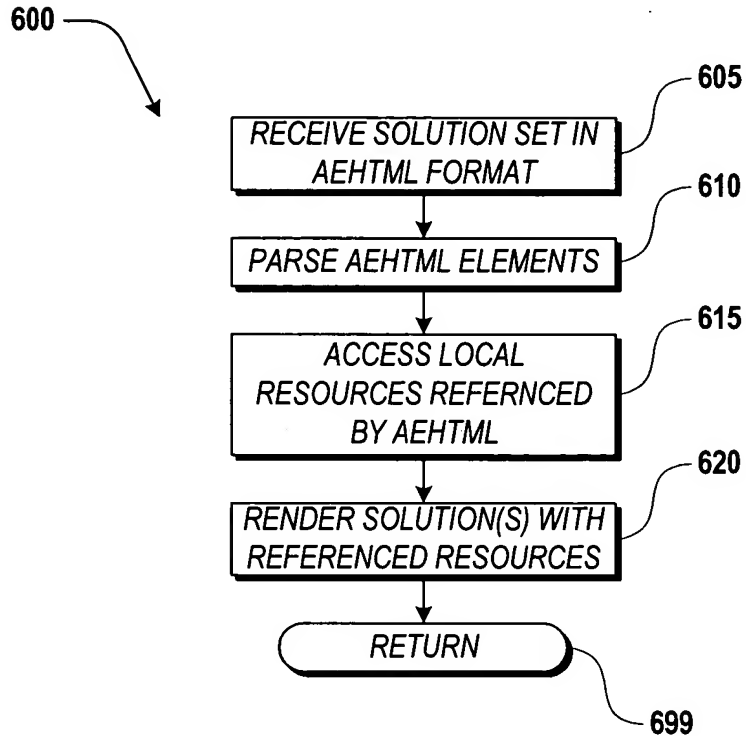 600
605
RECEIVE SOLUTION SET IN
AEHTML FORMAT
610
PARSE AEHTML ELEMENTS
615
ACCESS LOCAL
RESOURCES REFERNCED
BY AEHTML
620
RENDER SOLUTION(S) WITH
REFERENCED RESOURCES
RETURN
699